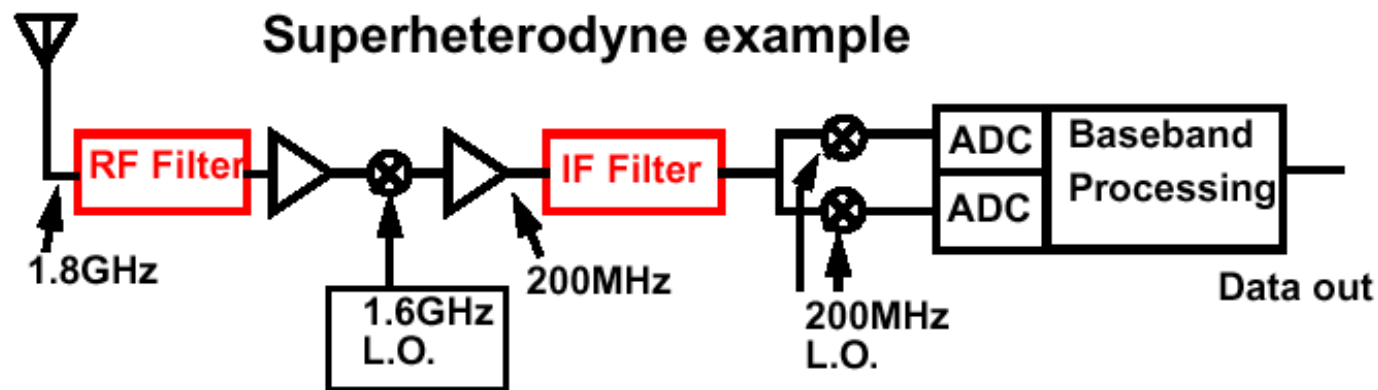 Superheterodyne example
RF Filter
IF Filter
ADC
ADC
Baseband
Processing
1.8GHz
1.6GHz
L.O.
200MHz
200MHz
L.O.
Data out